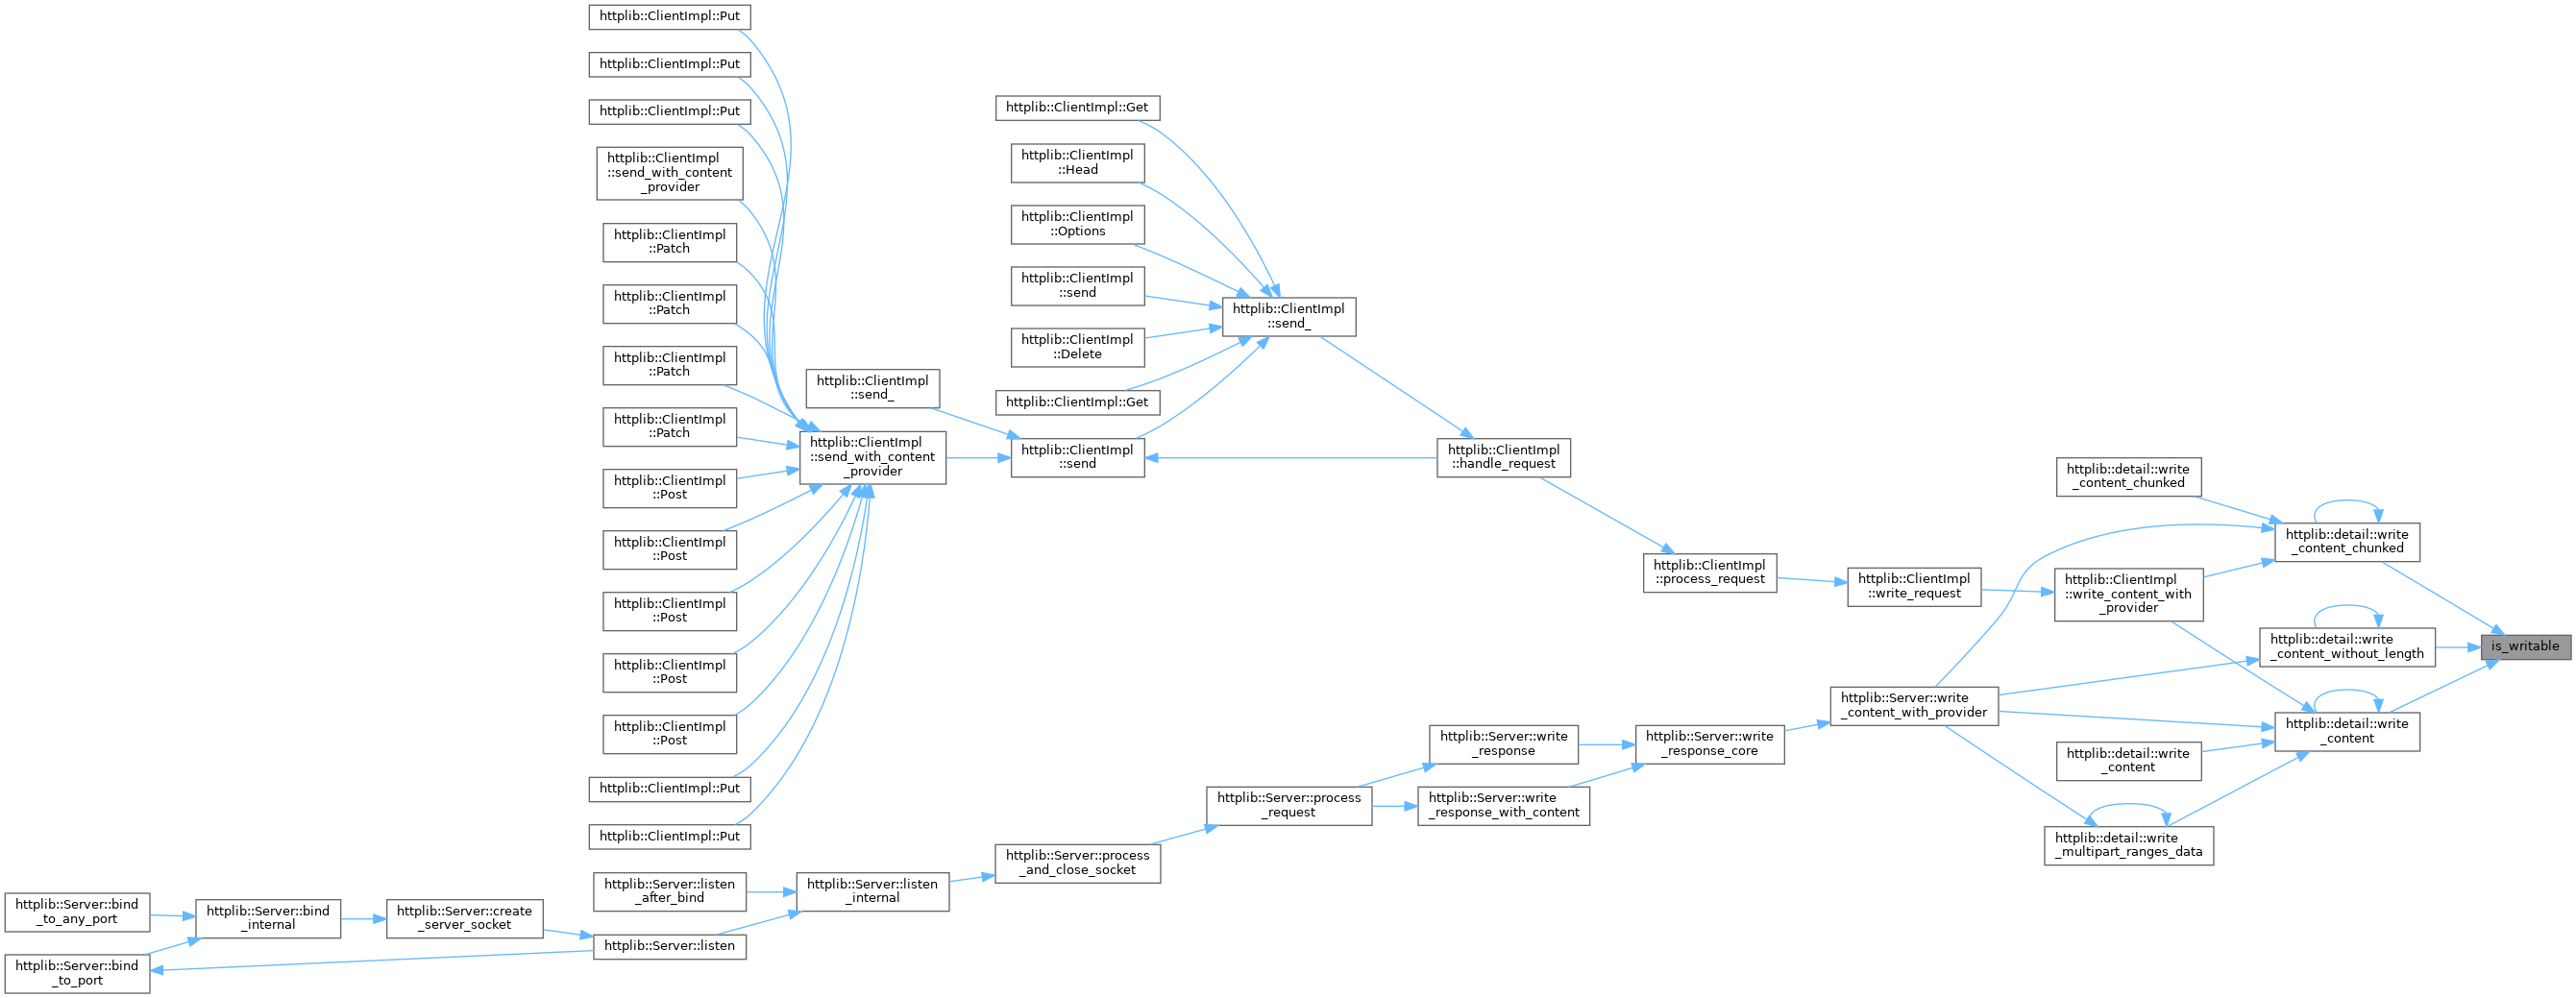 httplib::ClientImpl::Put
httplib::ClientImpl::Put
httplib::ClientImpl::Put
httplib::ClientImpl
::send_with_content
_provider
httplib::ClientImpl
::Patch
httplib::ClientImpl
::Patch
httplib::ClientImpl
::Patch
httplib::ClientImpl
::Patch
httplib::ClientImpl
::Post
httplib::ClientImpl
::Post
httplib::ClientImpl
::Post
httplib::ClientImpl
::Post
httplib::ClientImpl
::Post
httplib::ClientImpl::Put
httplib::ClientImpl::Put
httplib::ClientImpl
::send_
httplib::ClientImpl
::send_with_content
_provider
httplib::ClientImpl::Get
httplib::ClientImpl
::Head
httplib::ClientImpl
::Options
httplib::ClientImpl
::send
httplib::ClientImpl
::Delete
httplib::ClientImpl::Get
httplib::ClientImpl
::send
httplib::ClientImpl
::send_
httplib::ClientImpl
::handle_request
httplib::ClientImpl
::process_request
httplib::ClientImpl
::write_request
httplib::ClientImpl
::write_content_with
_provider
httplib::detail::write
_content_chunked
httplib::detail::write
_content_chunked
httplib::detail::write
_content_without_length
is_writable
httplib::detail::write
_content
httplib::detail::write
_content
httplib::detail::write
_multipart_ranges_data
httplib::Server::write
_content_with_provider
httplib::Server::write
_response_core
httplib::Server::write
_response
httplib::Server::write
_response_with_content
httplib::Server::process
_request
httplib::Server::process
_and_close_socket
httplib::Server::listen
_internal
httplib::Server::listen
_after_bind
httplib::Server::listen
httplib::Server::create
_server_socket
httplib::Server::bind
_internal
httplib::Server::bind
_to_any_port
httplib::Server::bind
_to_port